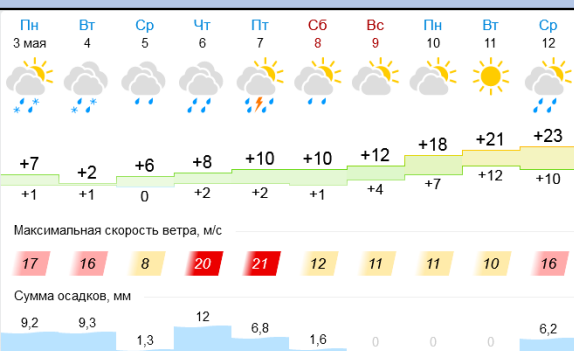 Пн Вт Ср Чт Пт Сб Вс Пн Вт Ср
3 мая 4 5 6 7 8 9 10 11 12
+7 +2 +6 +8 +10 +10 +12 +18 +21 +23
+1 +1 0 +2 +2 +1 +4 +7 +12 +10
Максимальная скорость ветра, м/с
17 16 8 20 21 12 11 11 10 16
Сумма осадков, мм
9,2 9,3 1,3 12 6,8 1,6 0 0 0 6,2